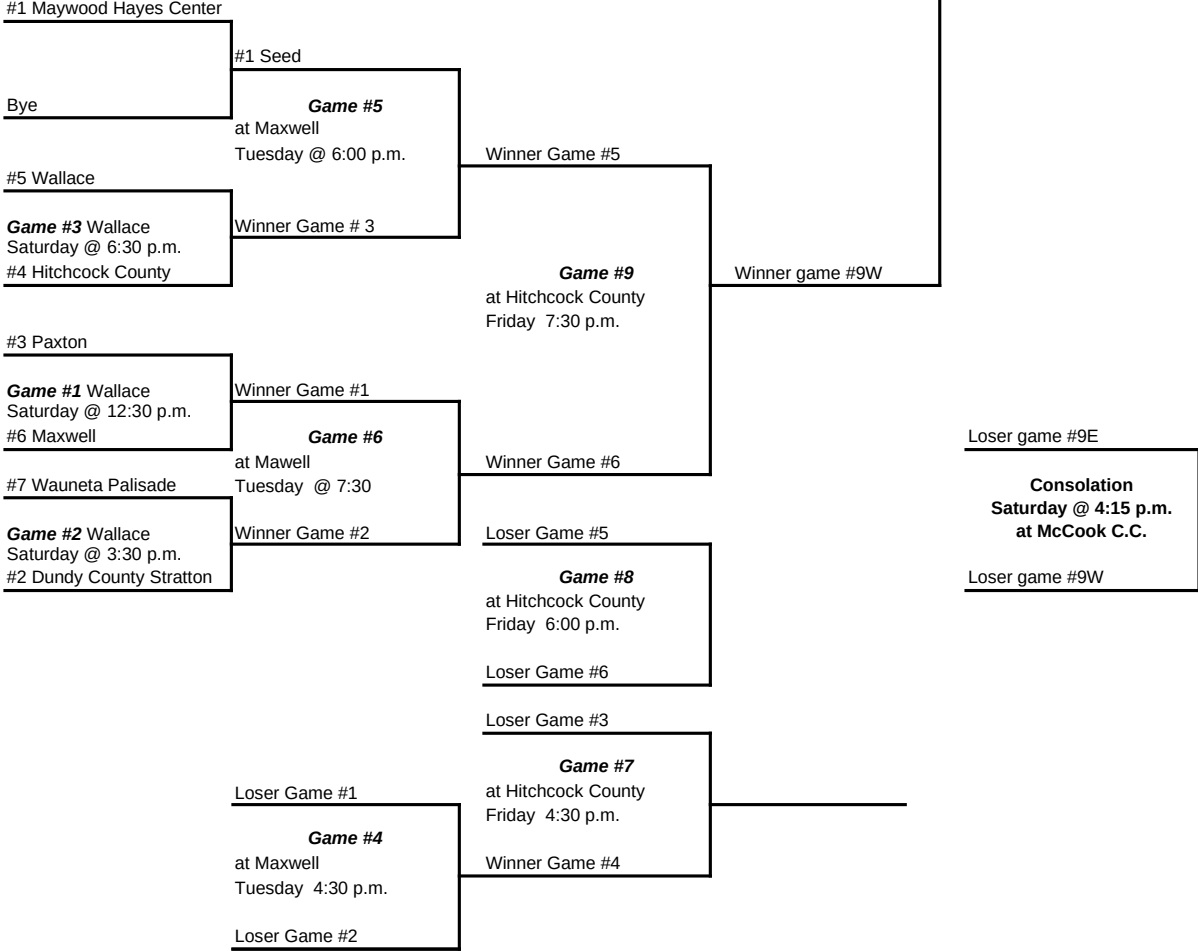 #1 Maywood Hayes Center
#1 Seed
Bye
Game #5
at Maxwell
Tuesday @ 6:00 p.m.
Winner Game #5
#5 Wallace
Game #3 Wallace
Saturday @ 6:30 p.m.
#4 Hitchcock County
Winner Game # 3
Game #9
at Hitchcock County
Friday 7:30 p.m.
Winner game #9W
#3 Paxton
Game #1 Wallace
Saturday @ 12:30 p.m.
#6 Maxwell
Winner Game #1
Game #6
at Mawell
Tuesday @ 7:30
Winner Game #6
#7 Wauneta Palisade
Game #2 Wallace
Saturday @ 3:30 p.m.
#2 Dundy County Stratton
Winner Game #2
Loser Game #5
Game #8
at Hitchcock County
Friday 6:00 p.m.
Loser Game #6
Loser game #9E
Consolation
Saturday @ 4:15 p.m.
at McCook C.C.
Loser game #9W
Loser Game #3
Game #7
at Hitchcock County
Friday 4:30 p.m.
Winner Game #4
Loser Game #1
Game #4
at Maxwell
Tuesday 4:30 p.m.
Loser Game #2